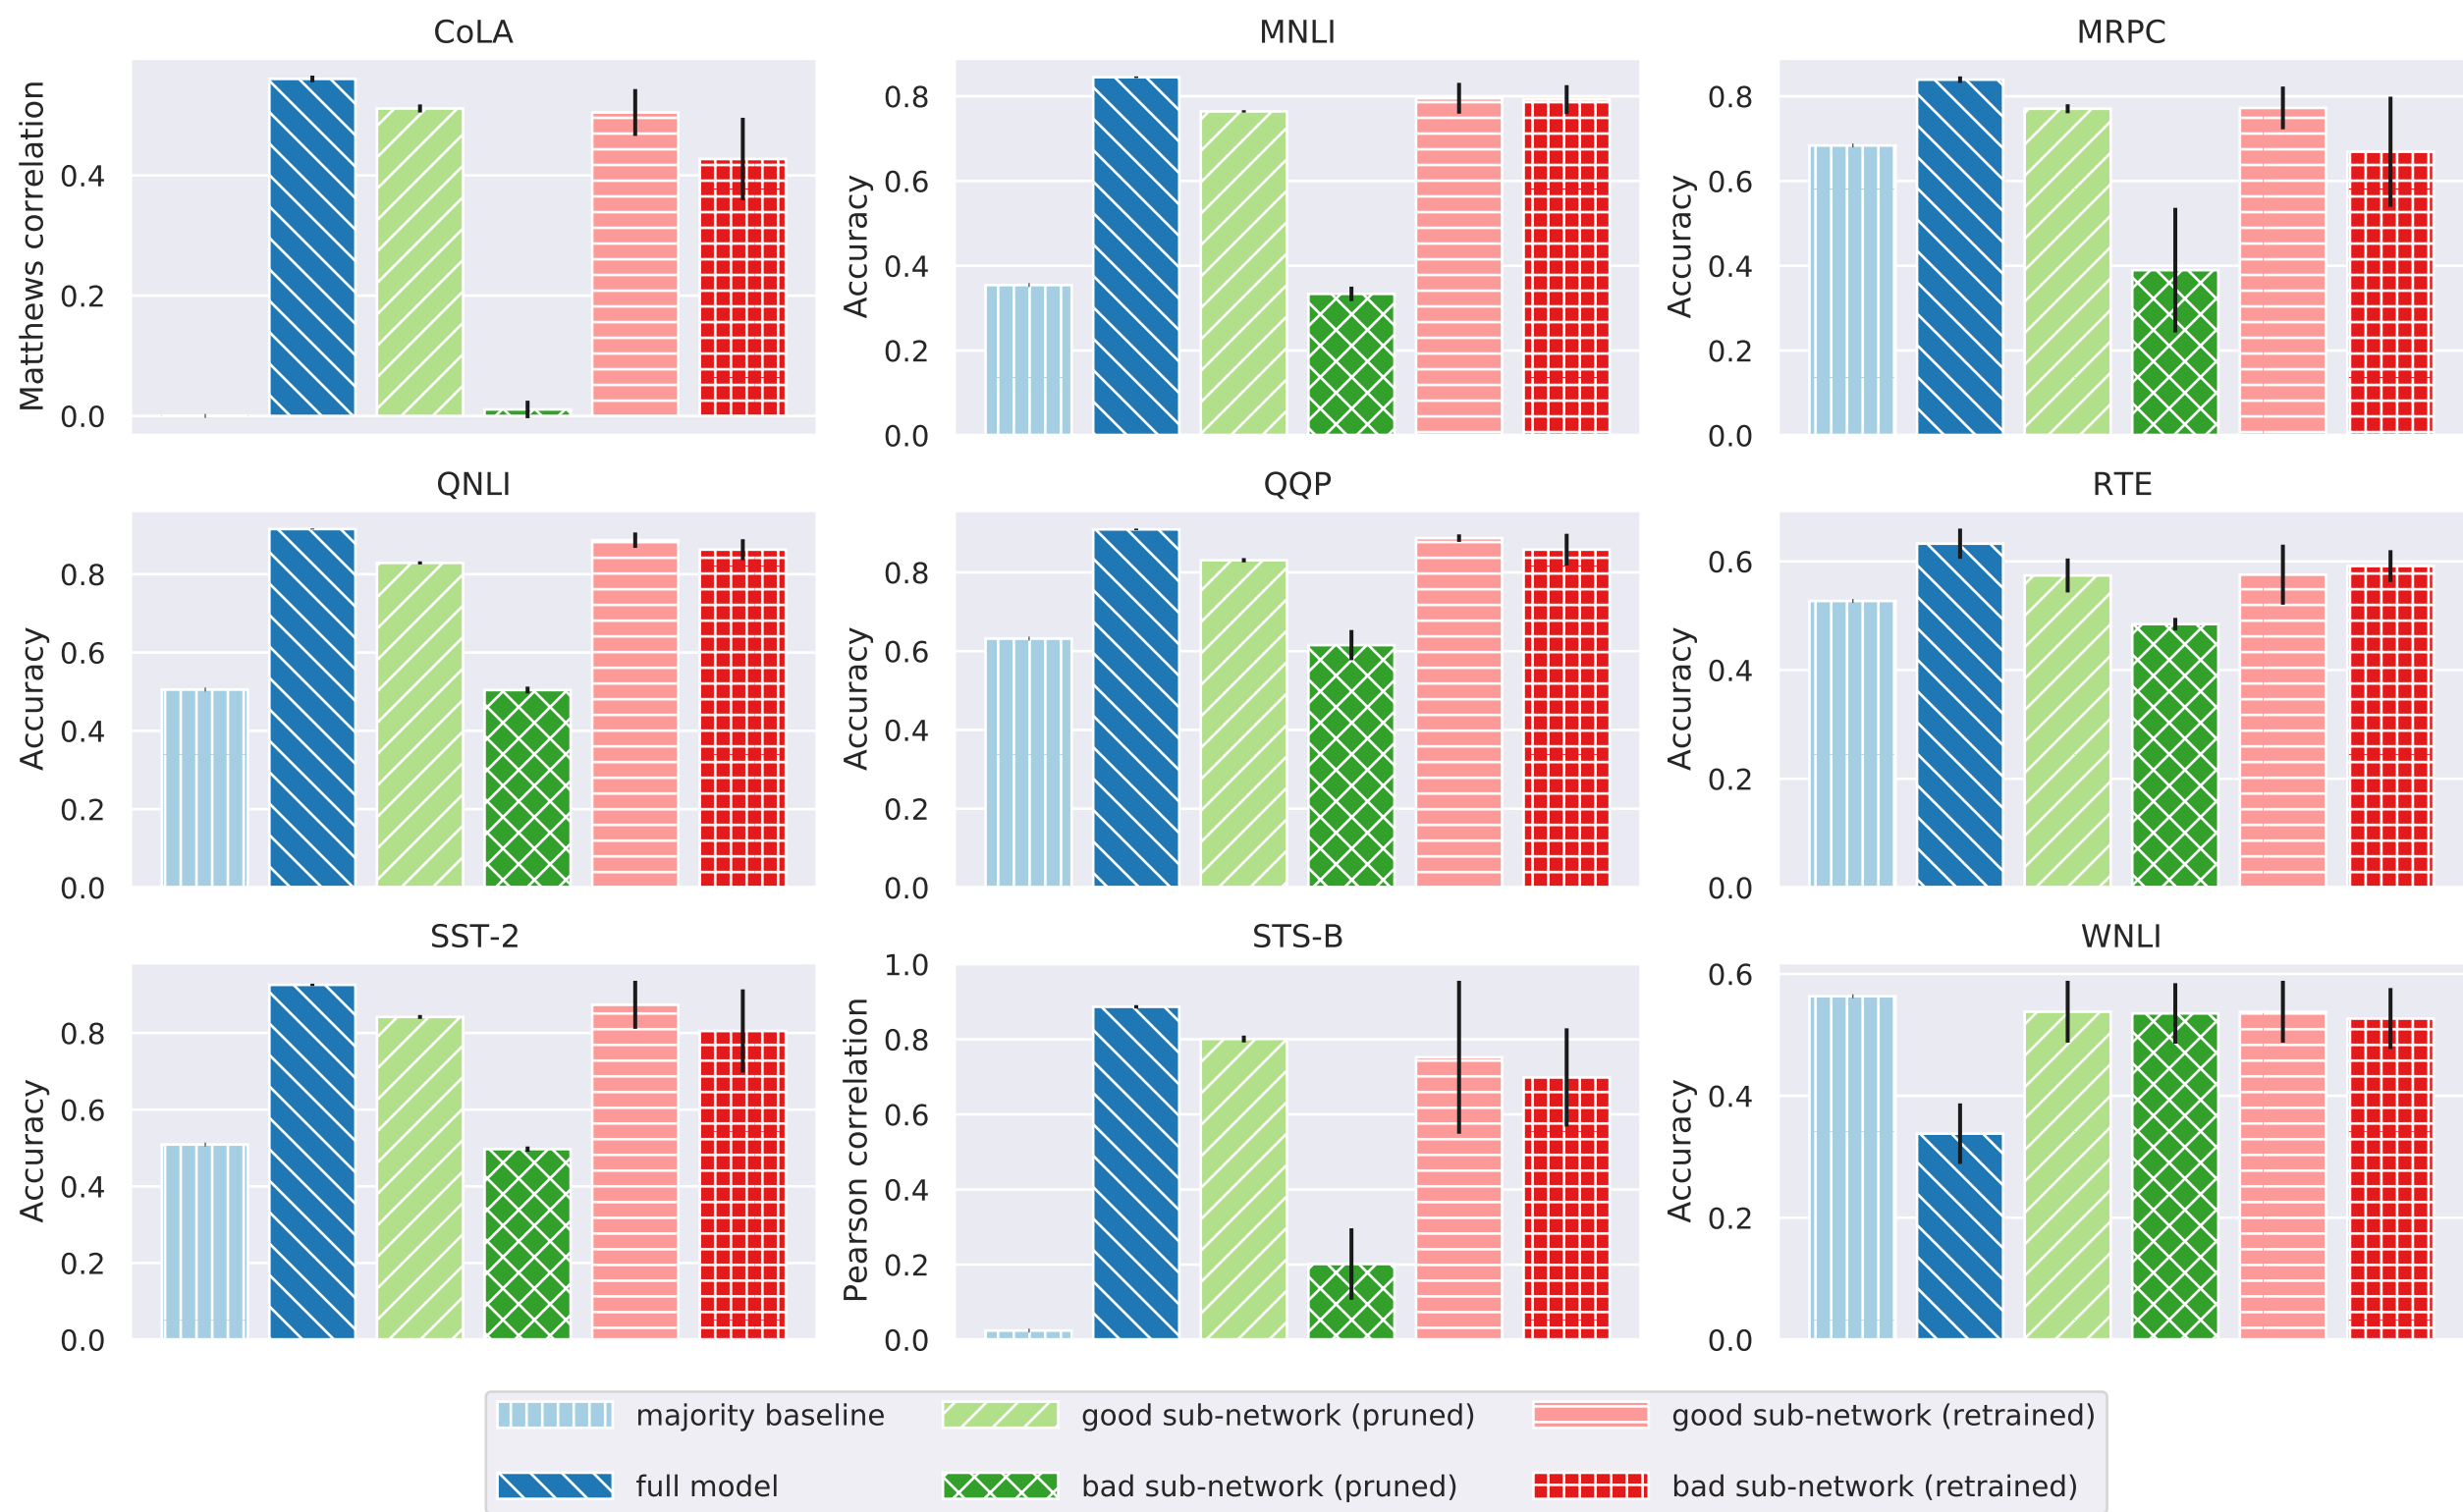 CoLA
MNLI
MRPC
Matthews correlation
0.4
0.2
0.0
Accuracy
0.8
0.6
0.4
0.2
0.0
Accuracy
0.8
0.6
0.4
0.2
0.0
QNLI
QQP
RTE
Accuracy
0.8
0.6
0.4
0.2
0.0
Accuracy
0.8
0.6
0.4
0.2
0.0
Accuracy
0.6
0.4
0.2
0.0
SST-2
STS-B
WNLI
Accuracy
0.8
0.6
0.4
0.2
0.0
Pearson correlation
1.0
0.8
0.6
0.4
0.2
0.0
Accuracy
0.6
0.4
0.2
0.0
majority baseline
good sub-network (pruned)
good sub-network (retrained)
full model
bad sub-network (pruned)
bad sub-network (retrained)